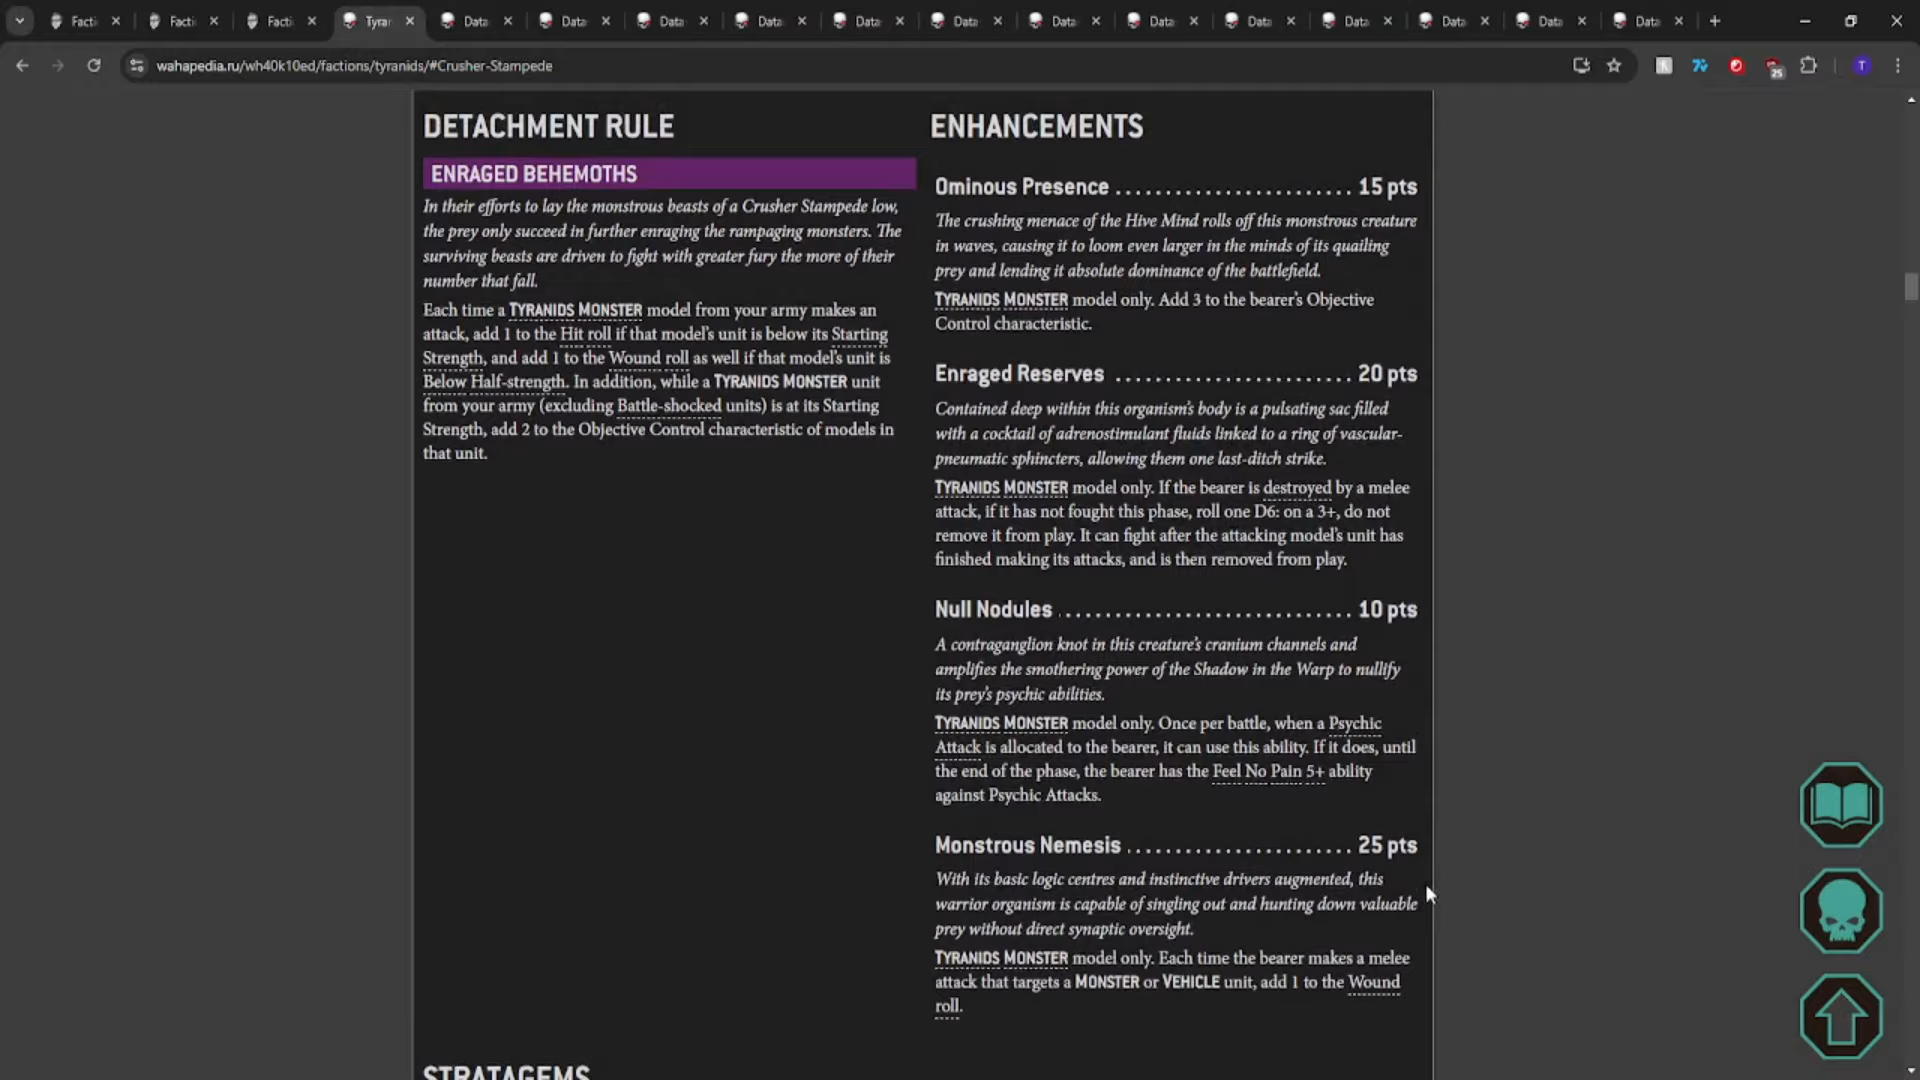 Facti
Facti
Facti
Tyra
Data
Data
Data
Data
Data
Data
Data
Data
Data
Data
Data
Data
Data
wahapedia.ru/wh40k10ed/factions/tyranids/#Crusher-Stampede
25
T
DETACHMENT RULE
ENRAGED BEHEMOTHS
In their efforts to lay the monstrous beasts of a Crusher Stampede low,
the prey only succeed in further enraging the rampaging monsters. The
surviving beasts are driven to fight with greater fury the more of their
number that fall.
Each time a TYRANIDS MONSTER model from your army makes an
attack, add 1 to the Hit roll if that model's unit is below its Starting
Strength, and add 1 to the Wound roll as well if that model's unit is
Below Half-strength. In addition, while a TYRANIDS MONSTER unit
from your army (excluding Battle-shocked units) is at its Starting
Strength, add 2 to the Objective Control characteristic of models in
that unit.
ENHANCEMENTS
Ominous Presence ........................ 15 pts
The crushing menace of the Hive Mind rolls off this monstrous creature
in waves, causing it to loom even larger in the minds of its quailing
prey and lending it absolute dominance of the battlefield.
TYRANIDS MONSTER model only. Add 3 to the bearer's Objective
Control characteristic.
Enraged Reserves ........................ 20 pts
Contained deep within this organism's body is a pulsating sac filled
with a cocktail of adrenostimulant fluids linked to a ring of vascular-
pneumatic sphincters, allowing them one last-ditch strike.
TYRANIDS MONSTER model only. If the bearer is destroyed by a melee
attack, if it has not fought this phase, roll one D6: on a 3+, do not
remove it from play. It can fight after the attacking model's unit has
finished making its attacks, and is then removed from play.
Null Nodules ............................. 10 pts
A contraganglion knot in this creature's cranium channels and
amplifies the smothering power of the Shadow in the Warp to nullify
its prey's psychic abilities.
TYRANIDS MONSTER model only. Once per battle, when a Psychic
Attack is allocated to the bearer, it can use this ability. If it does, until
the end of the phase, the bearer has the Feel No Pain 5+ ability
against Psychic Attacks.
Monstrous Nemesis ....................... 25 pts
With its basic logic centres and instinctive drivers augmented, this
warrior organism is capable of singling out and hunting down valuable
prey without direct synaptic oversight.
TYRANIDS MONSTER model only. Each time the bearer makes a melee
attack that targets a MONSTER or VEHICLE unit, add 1 to the Wound
roll.
STRATAGEMS